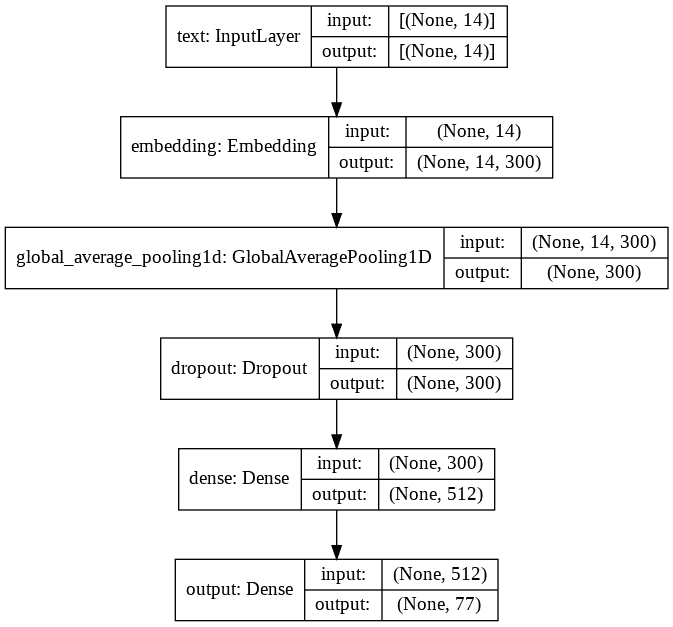 text: InputLayer input: [(None, 14)]
output: [(None, 14)]
embedding: Embedding input: (None, 14)
output: (None, 14, 300)
global_average_pooling1d: GlobalAveragePooling1D input: (None, 14, 300)
output: (None, 300)
dropout: Dropout input: (None, 300)
output: (None, 300)
dense: Dense input: (None, 300)
output: (None, 512)
output: Dense input: (None, 512)
output: (None, 77)